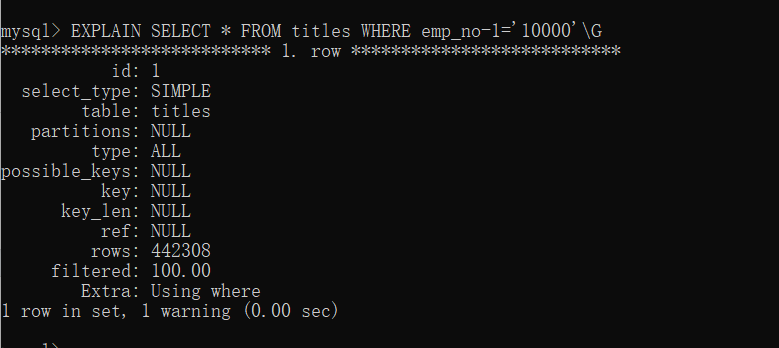 mysql> EXPLAIN SELECT * FROM titles WHERE emp_no-1='10000'\G
*************************** 1. row ***************************
id: 1
select_type: SIMPLE
table: titles
partitions: NULL
type: ALL
possible_keys: NULL
key: NULL
key_len: NULL
ref: NULL
rows: 442308
filtered: 100.00
Extra: Using where
1 row in set, 1 warning (0.00 sec)